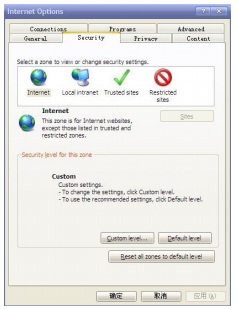 Internet Options
Connections Programs Advanced
General Security Privacy Content
Select a zone to view or change security settings.
Internet Local intranet Trusted sites Restricted
sites
Internet
Sites
This zone is for Internet websites,
except those listed in trusted and
restricted zones.
Security level for this zone
Custom
Custom settings.
- To change the settings, click Custom level.
- To use the recommended settings, click Default level.
Custom level... Default level
Reset all zones to default level
确定 取消 应用(A)